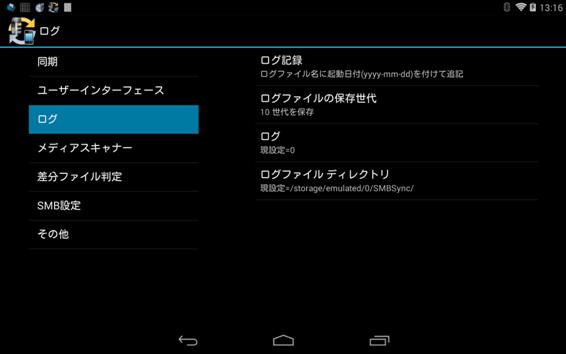 13:16
ログ
同期
ユーザーインターフェース
ログ
メディアスキャナー
差分ファイル判定
SMB設定
その他
ログ記録
ログファイル名に起動日付(yyyy-mm-dd)を付けて追記
ログファイルの保存世代
10 世代を保存
ログ
現設定=0
ログファイル ディレクトリ
現設定=/storage/emulated/0/SMBSync/